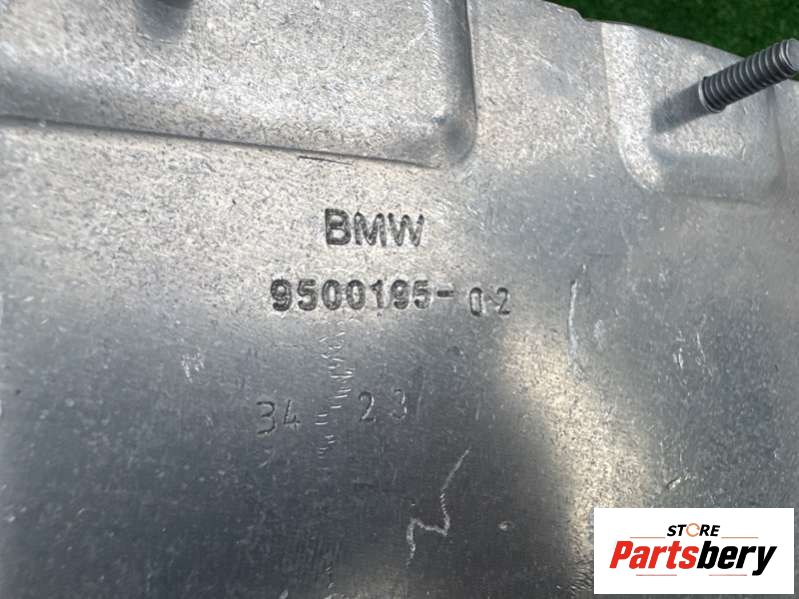 BMW
9500195-02
34 23
STORE
Partsbery